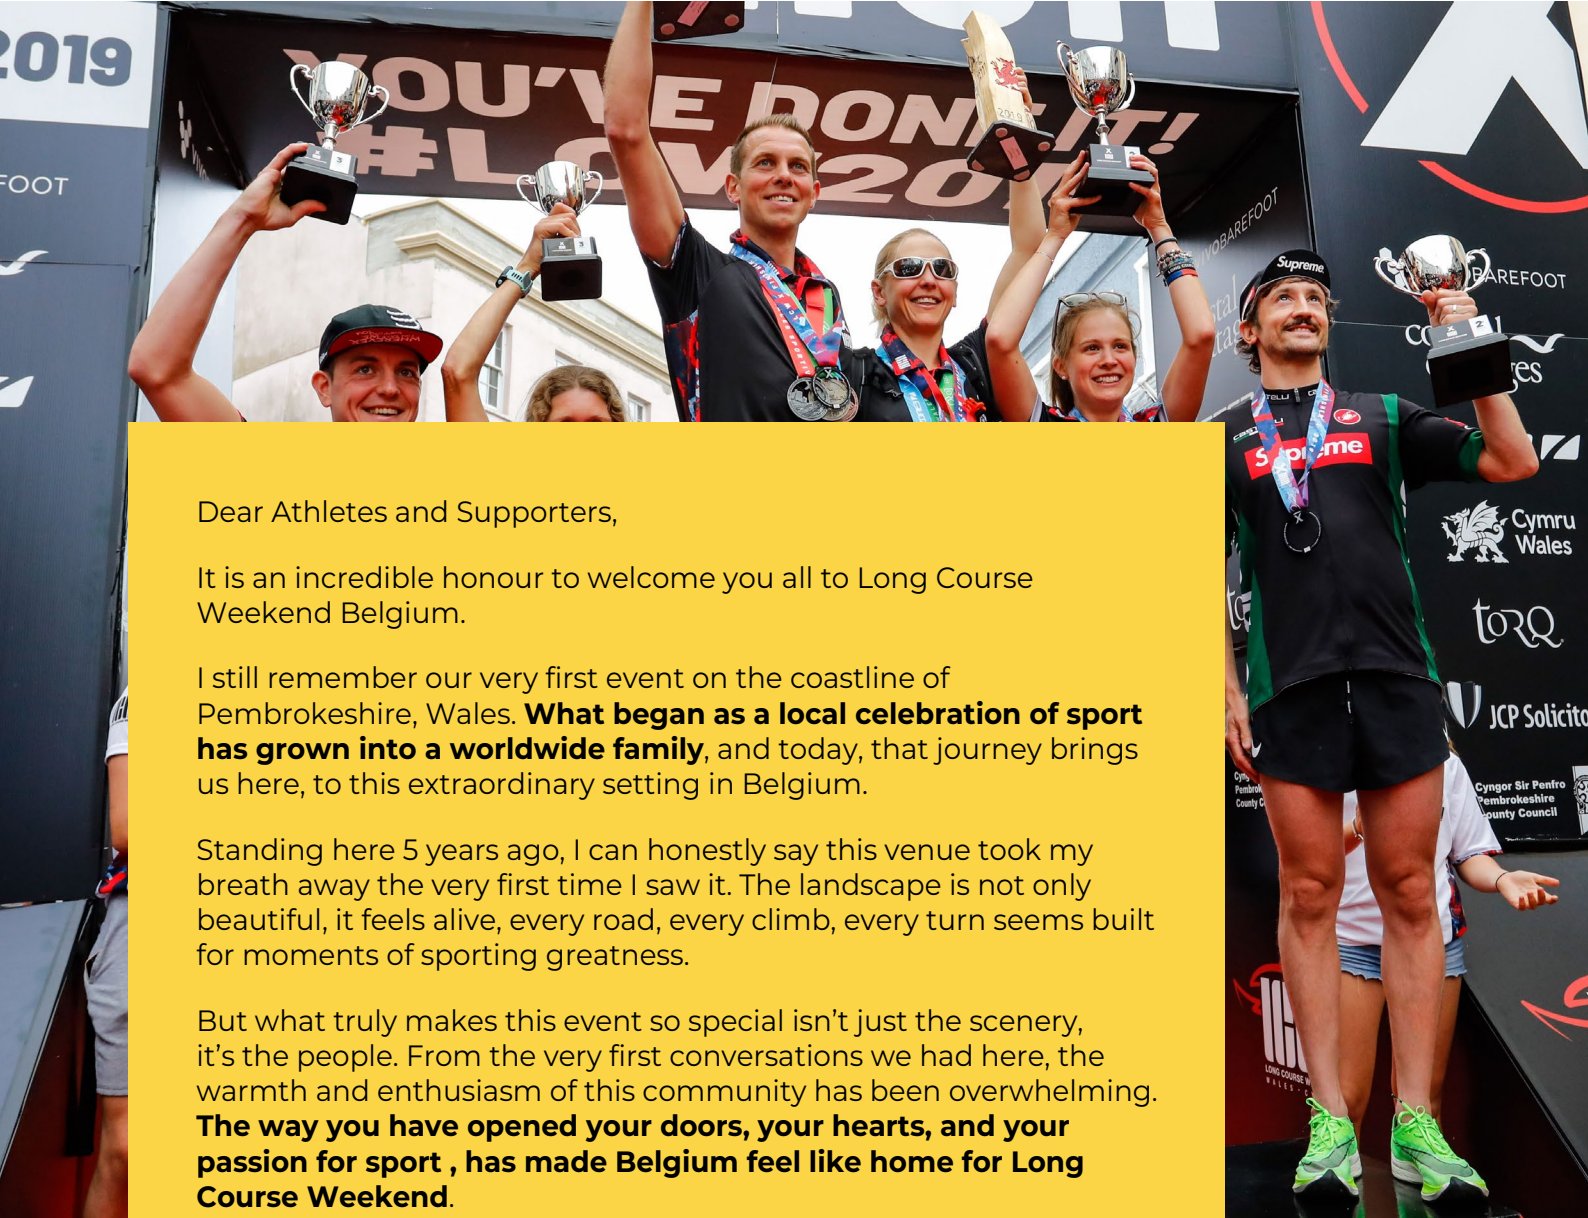 2019
FOOT
YOU'VE DONE IT!
2019
VIVOBAREFOOT
BAREFOOT
Supreme
Supreme
3
3
2
Cymru
Wales
TORQ
JCP
Cyngor Sir Penfro
Pembrokeshire
County Council
LONG COURSE
WALES
Dear Athletes and Supporters,
It is an incredible honour to welcome you all to Long Course
Weekend Belgium.
I still remember our very first event on the coastline of
Pembrokeshire, Wales. What began as a local celebration of sport
has grown into a worldwide family, and today, that journey brings
us here, to this extraordinary setting in Belgium.
Standing here 5 years ago, I can honestly say this venue took my
breath away the very first time I saw it. The landscape is not only
beautiful, it feels alive, every road, every climb, every turn seems built
for moments of sporting greatness.
But what truly makes this event so special isn't just the scenery,
it's the people. From the very first conversations we had here, the
warmth and enthusiasm of this community has been overwhelming.
The way you have opened your doors, your hearts, and your
passion for sport , has made Belgium feel like home for Long
Course Weekend.